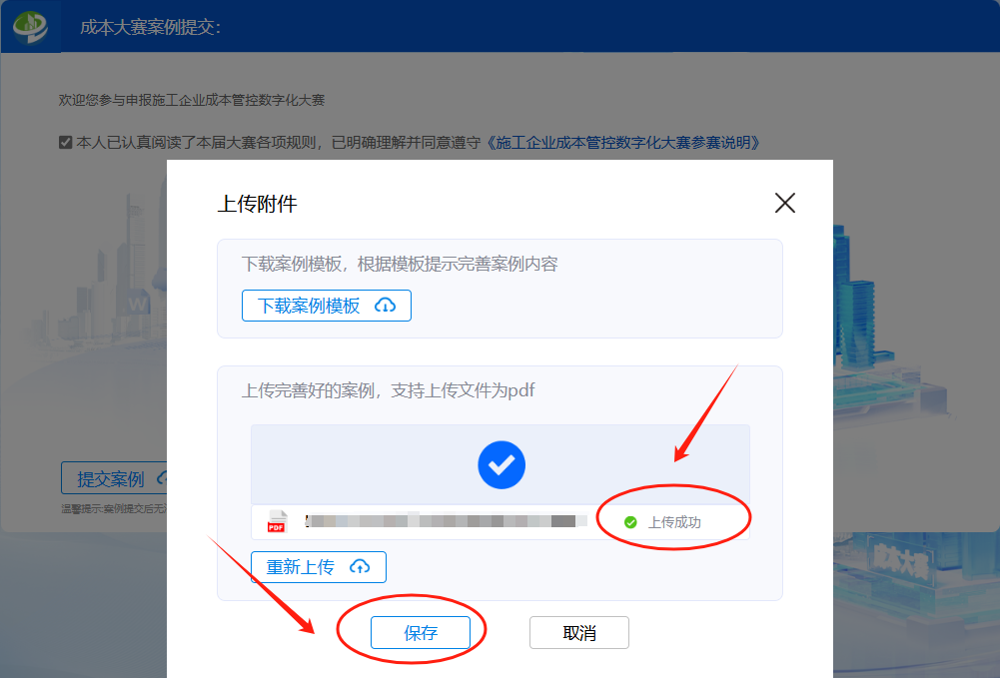 成本大赛案例提交：
欢迎您参与申报施工企业成本管控数字化大赛
本人已认真阅读了本届大赛各项规则，已明确理解并同意遵守《施工企业成本管控数字化大赛参赛说明》
上传附件
下载案例模板，根据模板提示完善案例内容
下载案例模板
上传完善好的案例，支持上传文件为pdf
PDF
上传成功
重新上传
保存
取消
W
提交案例
温馨提示:案例提交后无
成本大赛